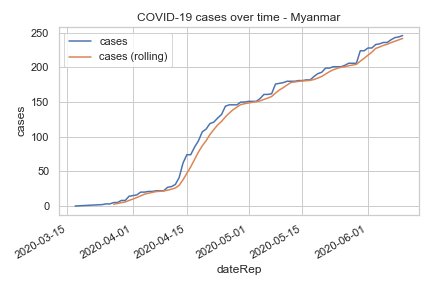 COVID-19 cases over time - Myanmar
cases
cases (rolling)
250
200
150
100
50
0
cases
2020-03-15
2020-04-01
2020-04-15
2020-05-01
2020-05-15
2020-06-01
dateRep